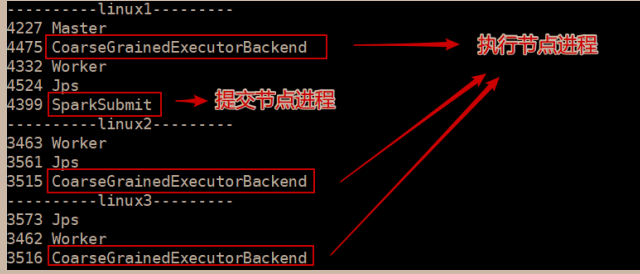 ----------linux1---------
4227 Master
4475 CoarseGrainedExecutorBackend
执行节点进程
4332 Worker
4524 Jps
4399 SparkSubmit
提交节点进程
----------linux2---------
3463 Worker
3561 Jps
3515 CoarseGrainedExecutorBackend
----------linux3---------
3573 Jps
3462 Worker
3516 CoarseGrainedExecutorBackend